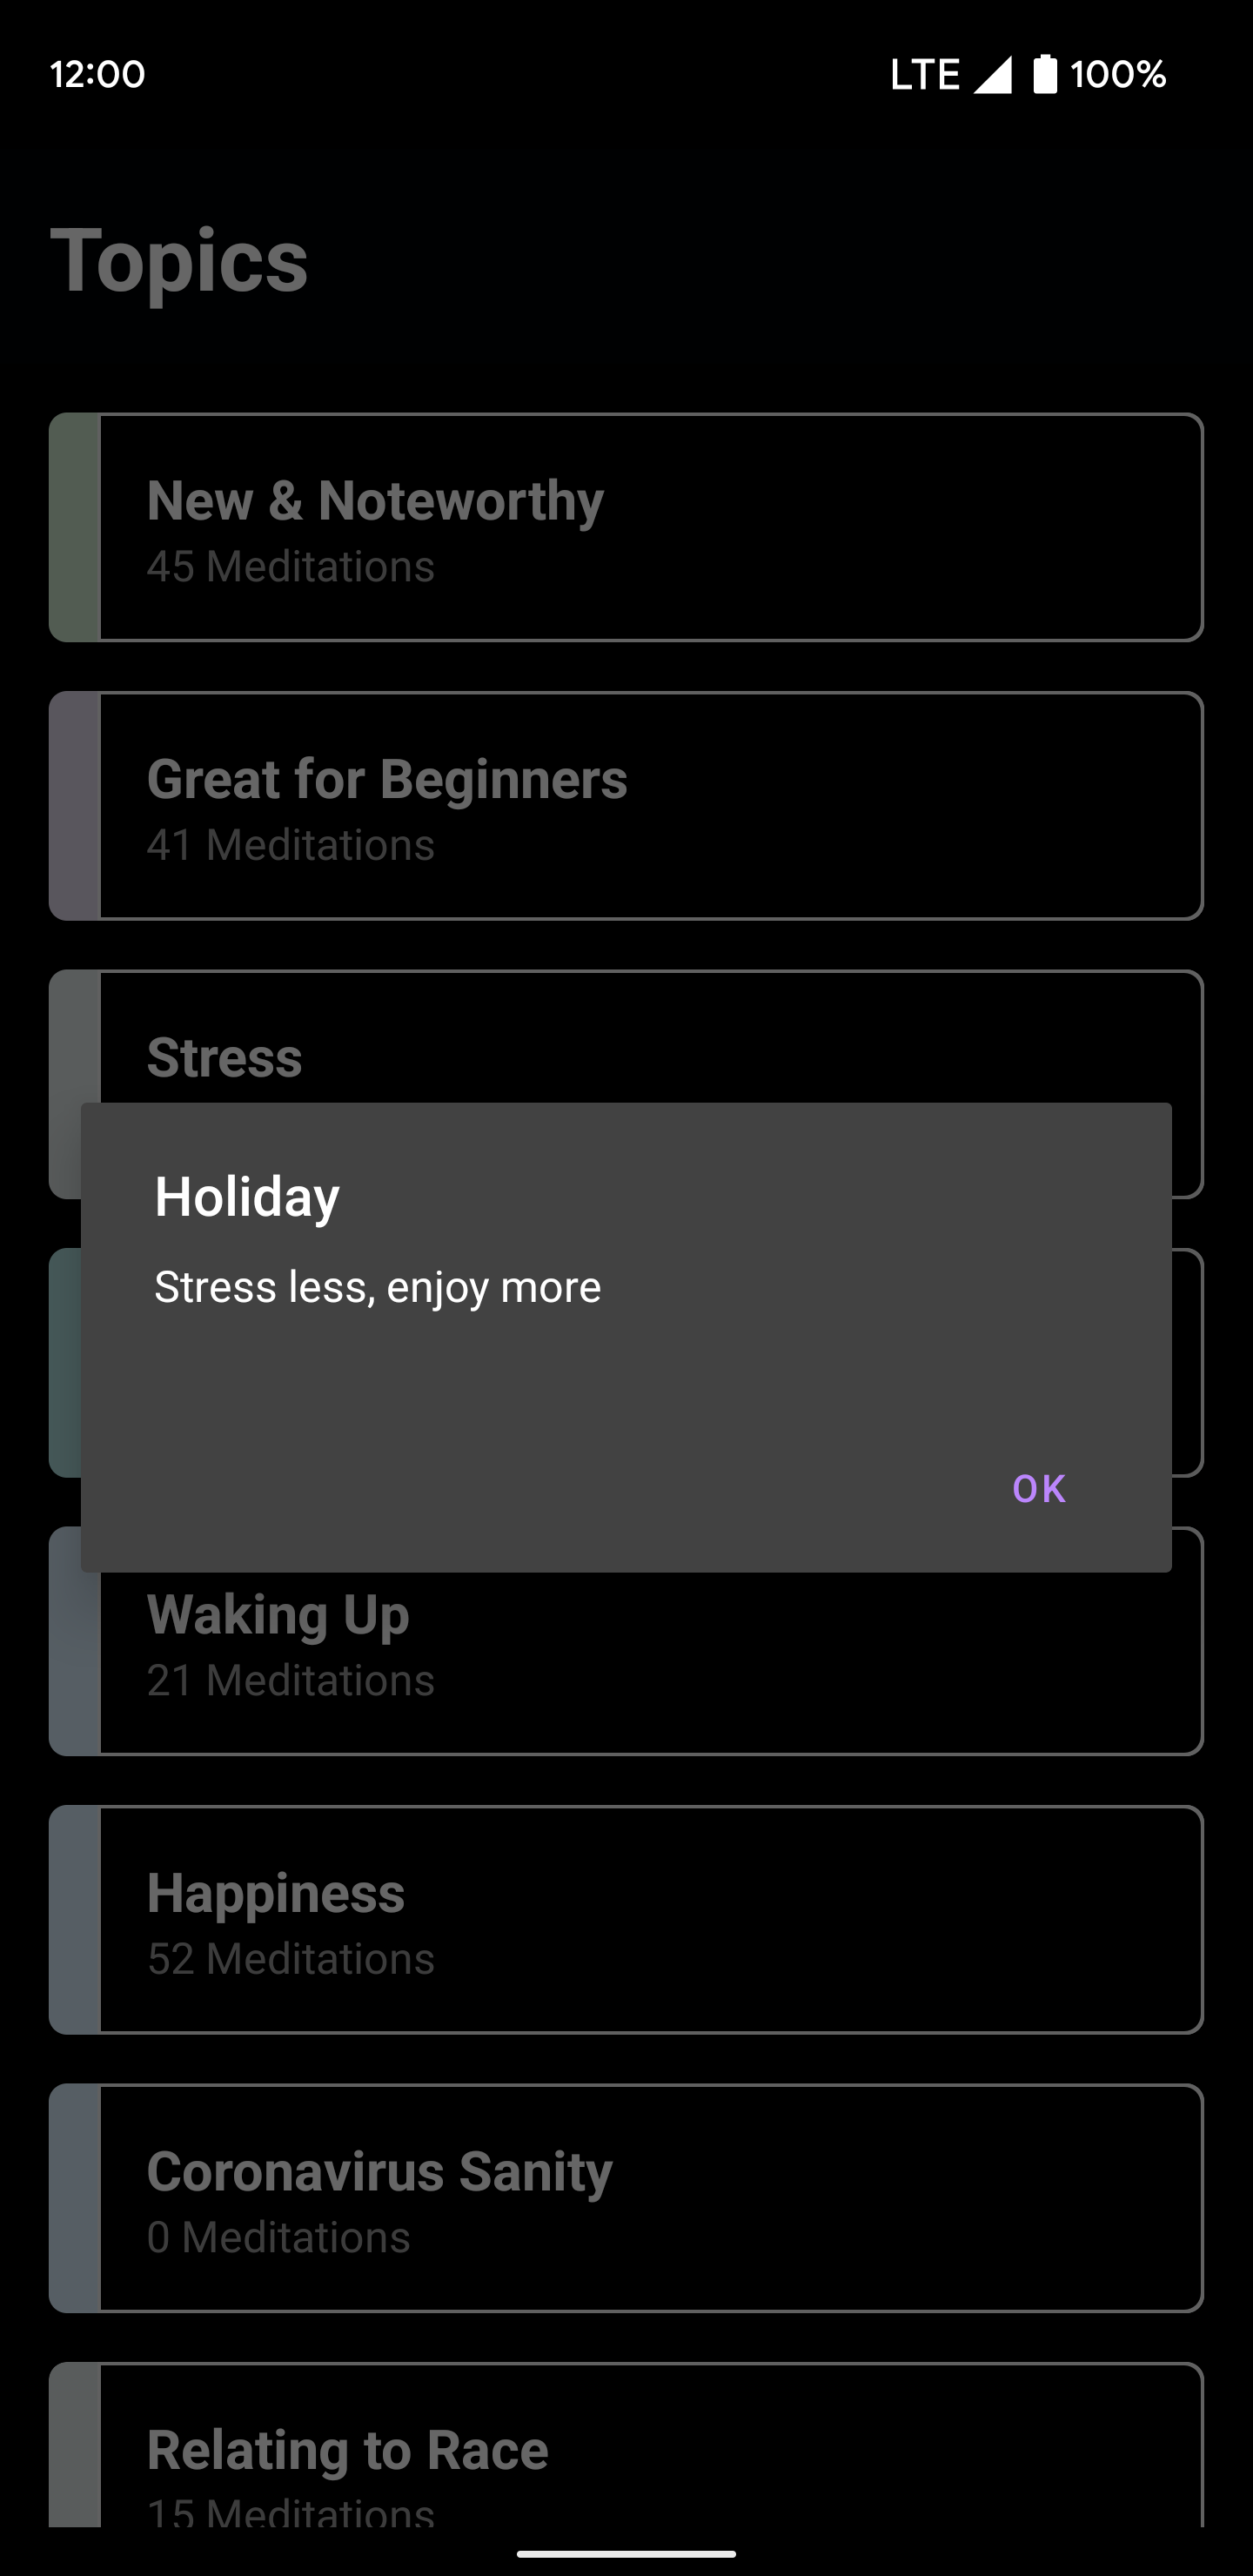 12:00 LTE 100%
Topics
New & Noteworthy
45 Meditations
Great for Beginners
41 Meditations
Stress
Holiday
Stress less, enjoy more
OK
Waking Up
21 Meditations
Happiness
52 Meditations
Coronavirus Sanity
0 Meditations
Relating to Race
15 Meditations